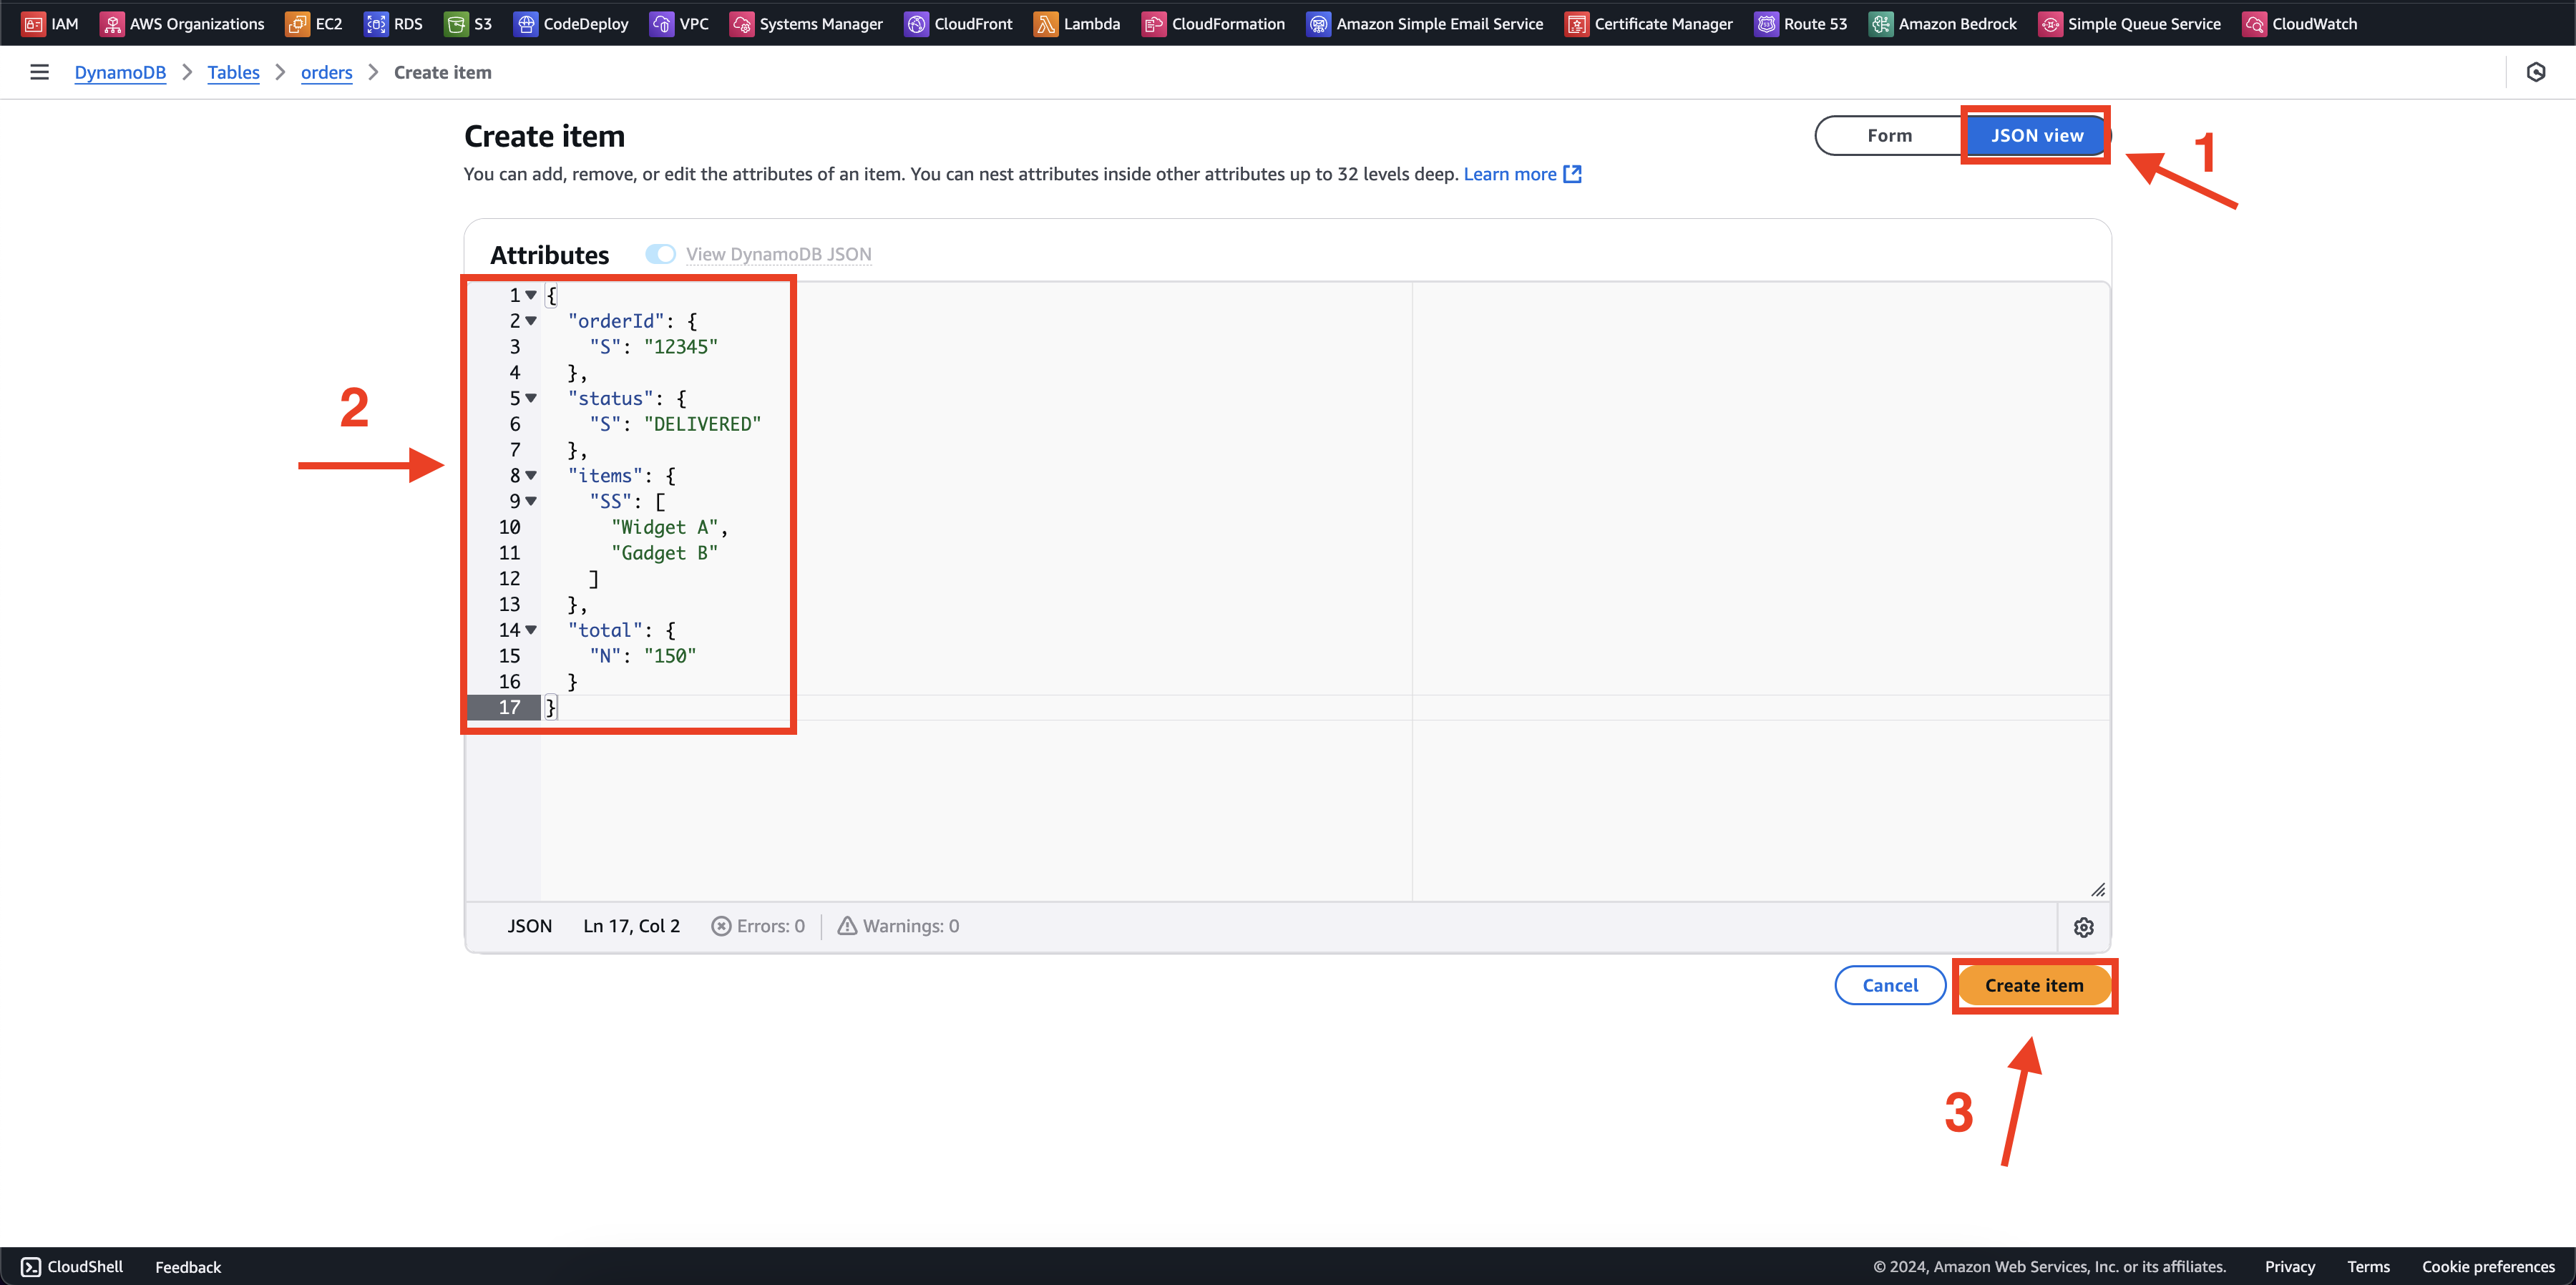 IAM AWS Organizations EC2 RDS S3 CodeDeploy VPC Systems Manager CloudFront Lambda CloudFormation Amazon Simple Email Service Certificate Manager Route 53 Amazon Bedrock Simple Queue Service CloudWatch
DynamoDB > Tables > orders > Create item
Create item
Form JSON view
1
You can add, remove, or edit the attributes of an item. You can nest attributes inside other attributes up to 32 levels deep. Learn more
Attributes View DynamoDB JSON
2
1 {
2 "orderId": {
3 "S": "12345"
4 },
5 "status": {
6 "S": "DELIVERED"
7 },
8 "items": {
9 "SS": [
10 "Widget A",
11 "Gadget B"
12 ]
13 },
14 "total": {
15 "N": "150"
16 }
17 }
JSON Ln 17, Col 2 Errors: 0 Warnings: 0
Cancel Create item
3
CloudShell Feedback © 2024, Amazon Web Services, Inc. or its affiliates. Privacy Terms Cookie preferences